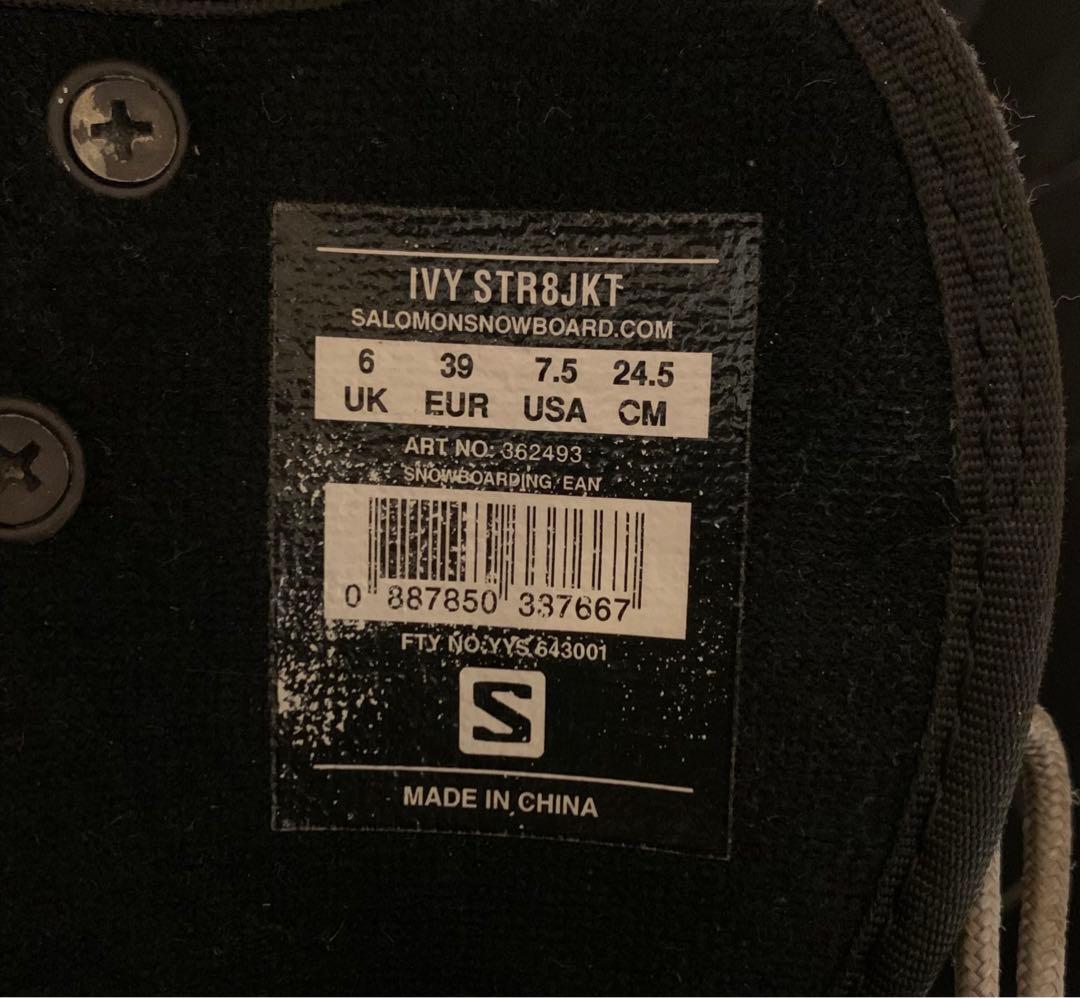 IVY STR8JKT
SALOMONSNOWBOARD.COM
6 39 7.5 24.5
UK EUR USA CM
ART NO: 362493
SNOWBOARDING EAN
0 887850 337667
FTY NO:YYS 643001
S
MADE IN CHINA